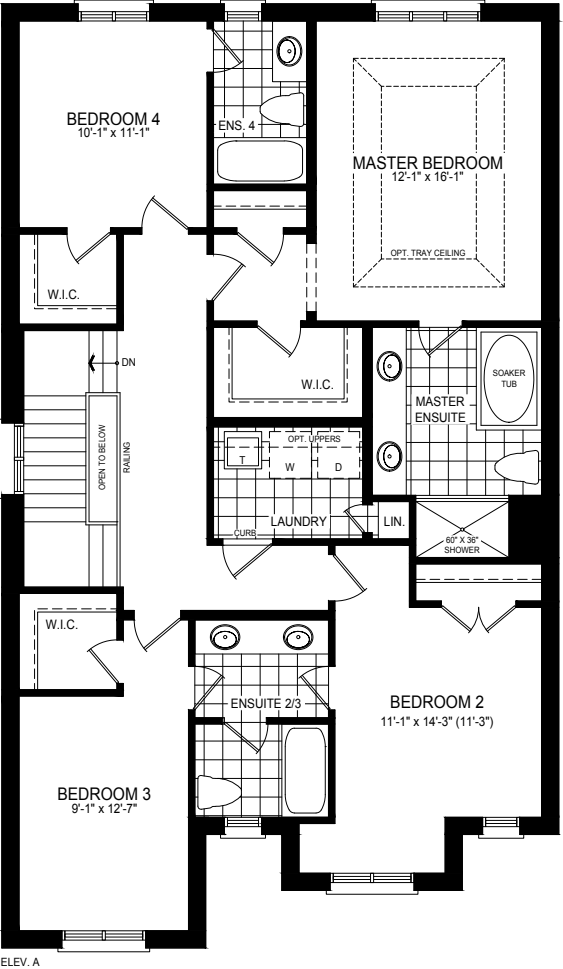 BEDROOM 4
10'-1" x 11'-1"
ENS. 4
MASTER BEDROOM
12'-1" x 16'-1"
OPT. TRAY CEILING
W.I.C.
DN
W.I.C.
SOAKER
TUB
MASTER
ENSUITE
OPEN TO BELOW
RAILING
OPT. UPPERS
T
W
D
LAUNDRY
LIN.
CURB
60" X 36"
SHOWER
W.I.C.
ENSUITE 2/3
BEDROOM 2
11'-1" x 14'-3" (11'-3")
BEDROOM 3
9'-1" x 12'-7"
ELEV. A